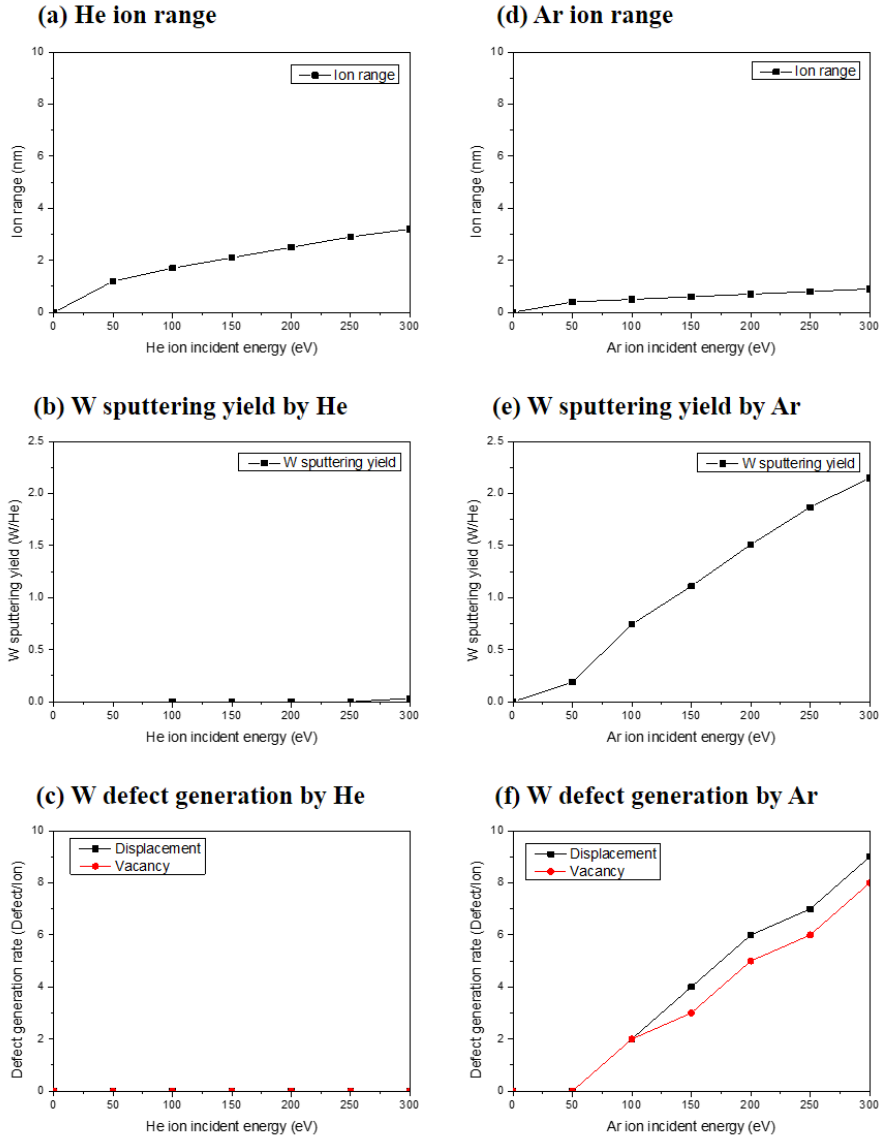 (a) He ion range
Ion range
10
8
6
4
2
0
Ion range (nm)
0 50 100 150 200 250 300
He ion incident energy (eV)
(d) Ar ion range
Ion range
10
8
6
4
2
0
Ion range (nm)
0 50 100 150 200 250 300
Ar ion incident energy (eV)
(b) W sputtering yield by He
W sputtering yield
2.5
2.0
1.5
1.0
0.5
0.0
W sputtering yield (W/He)
0 50 100 150 200 250 300
He ion incident energy (eV)
(e) W sputtering yield by Ar
W sputtering yield
2.5
2.0
1.5
1.0
0.5
0.0
W sputtering yield (W/He)
0 50 100 150 200 250 300
Ar ion incident energy (eV)
(c) W defect generation by He
Displacement
Vacancy
10
8
6
4
2
0
Defect generation rate (Defect/Ion)
0 50 100 150 200 250 300
He ion incident energy (eV)
(f) W defect generation by Ar
Displacement
Vacancy
10
8
6
4
2
0
Defect generation rate (Defect/Ion)
0 50 100 150 200 250 300
Ar ion incident energy (eV)